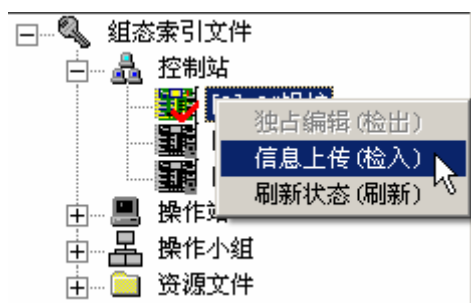 组态索引文件
控制站
独占编辑(检出)
信息上传(检入)
刷新状态(刷新)
操作
操作小组
资源文件